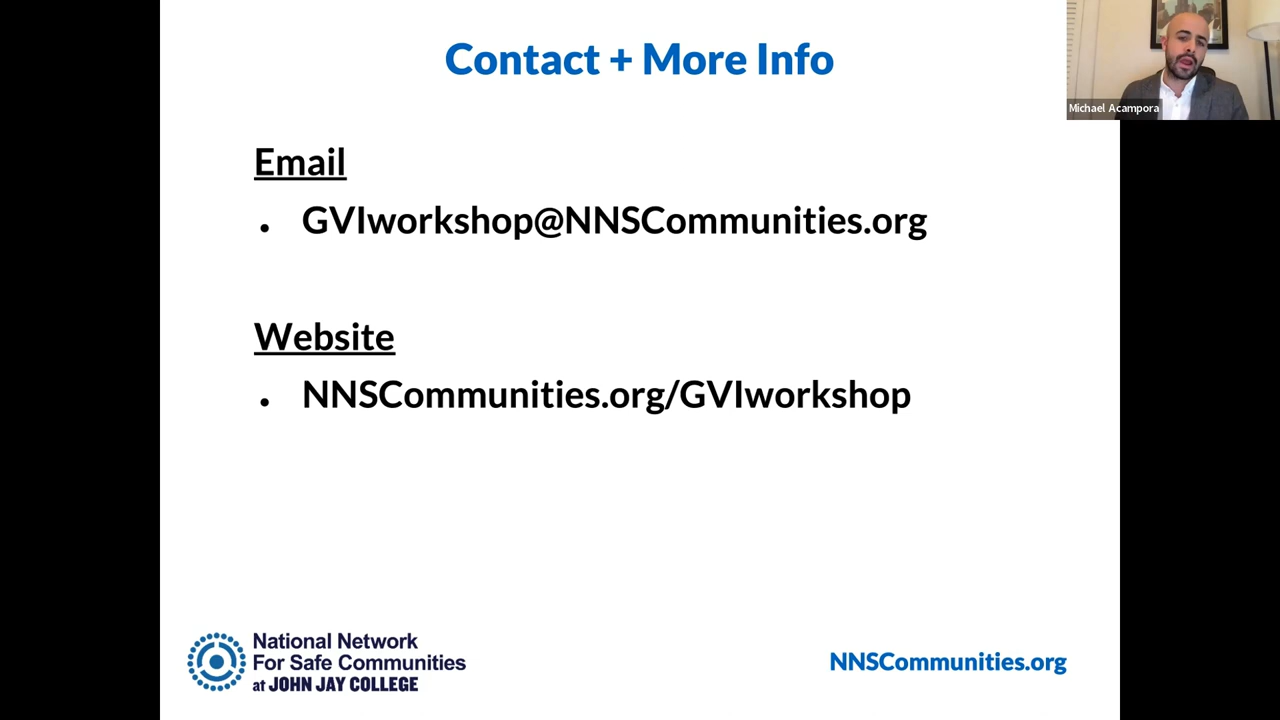 Contact + More Info
Michael Acampora
Email
• GVIworkshop@NNSCommunities.org
Website
• NNSCommunities.org/GVIworkshop
National Network
For Safe Communities
at JOHN JAY COLLEGE
NNSCommunities.org